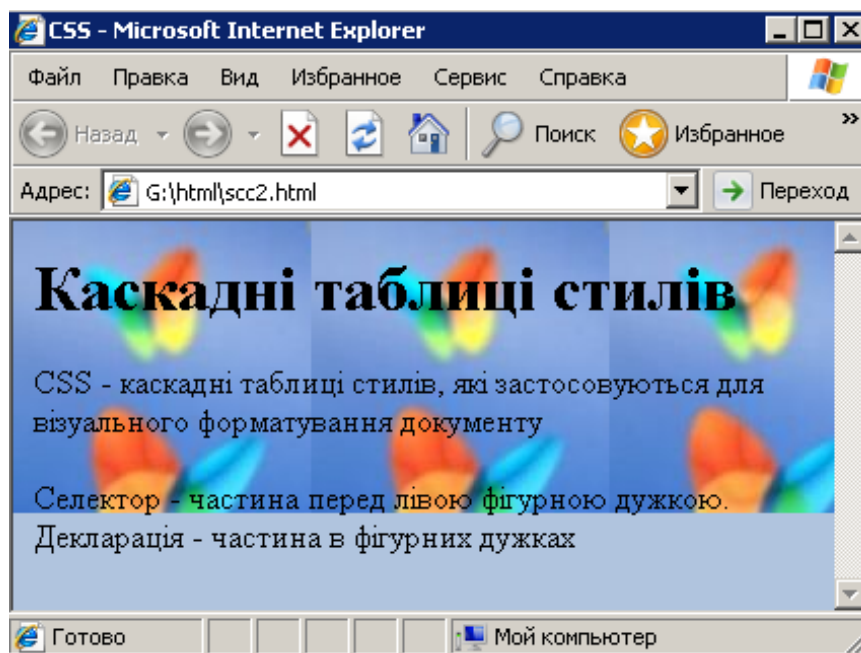 CSS - Microsoft Internet Explorer
Файл Правка Вид Избранное Сервис Справка
Назад Поиск Избранное »
Адрес: G:\html\scc2.html Переход
Каскадні таблиці стилів
CSS - каскадні таблиці стилів, які застосовуються для
візуального форматування документу
Селектор - частина перед лівою фігурною дужкою.
Декларація - частина в фігурних дужках
Готово Мой компьютер